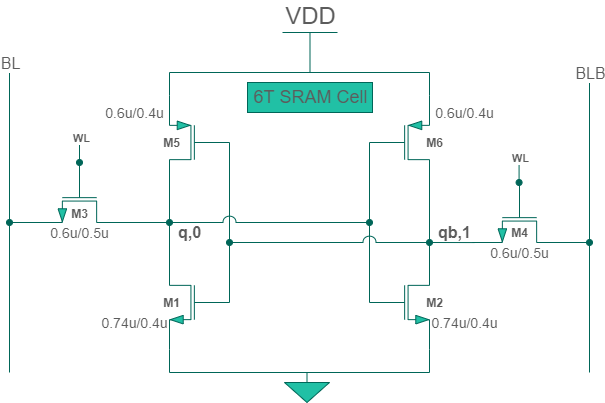 VDD
BL
BLB
6T SRAM Cell
0.6u/0.4u
0.6u/0.4u
M5
M6
WL
WL
M3
M4
0.6u/0.5u
q,0
qb,1
0.6u/0.5u
M1
M2
0.74u/0.4u
0.74u/0.4u